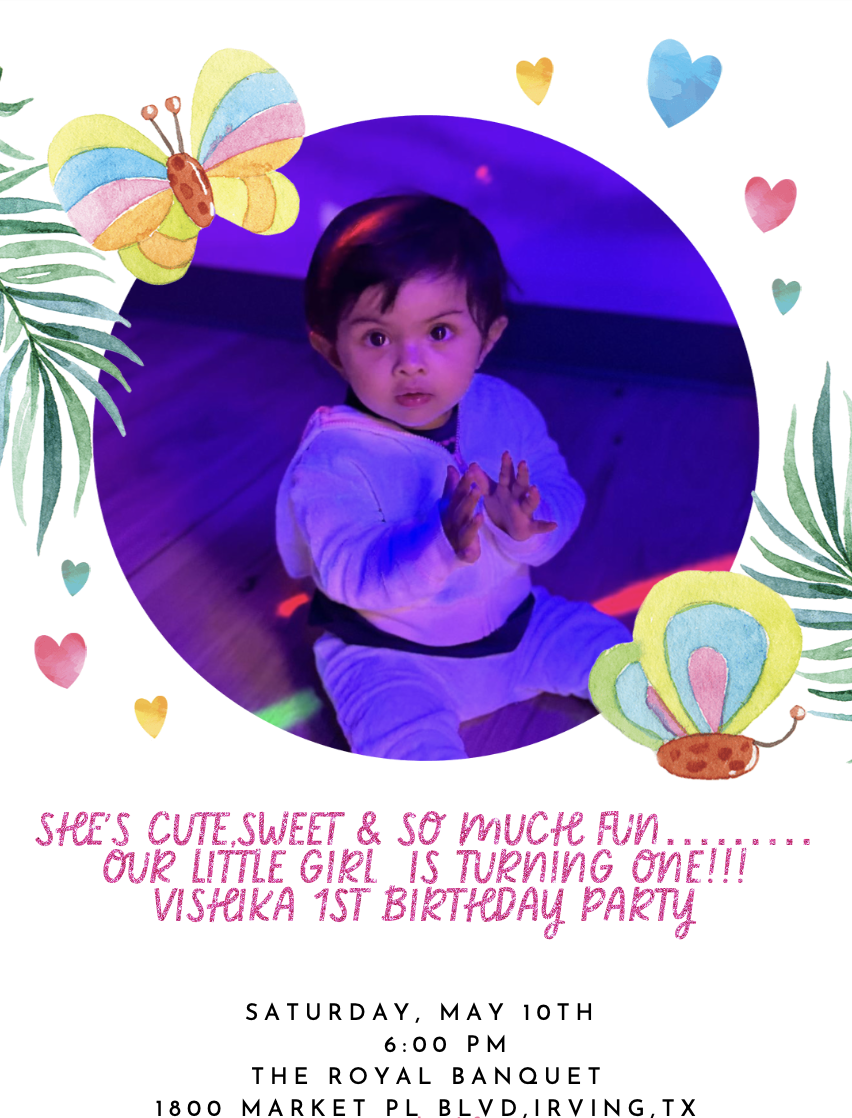 SHE'S CUTE,SWEET & SO MUCH FUN.........
OUR LITTLE GIRL IS TURNING ONE!!!
VISHIKA 1ST BIRTHDAY PARTY
SATURDAY, MAY 10TH
6:00 PM
THE ROYAL BANQUET
1800 MARKET PL BLVD,IRVING,TX